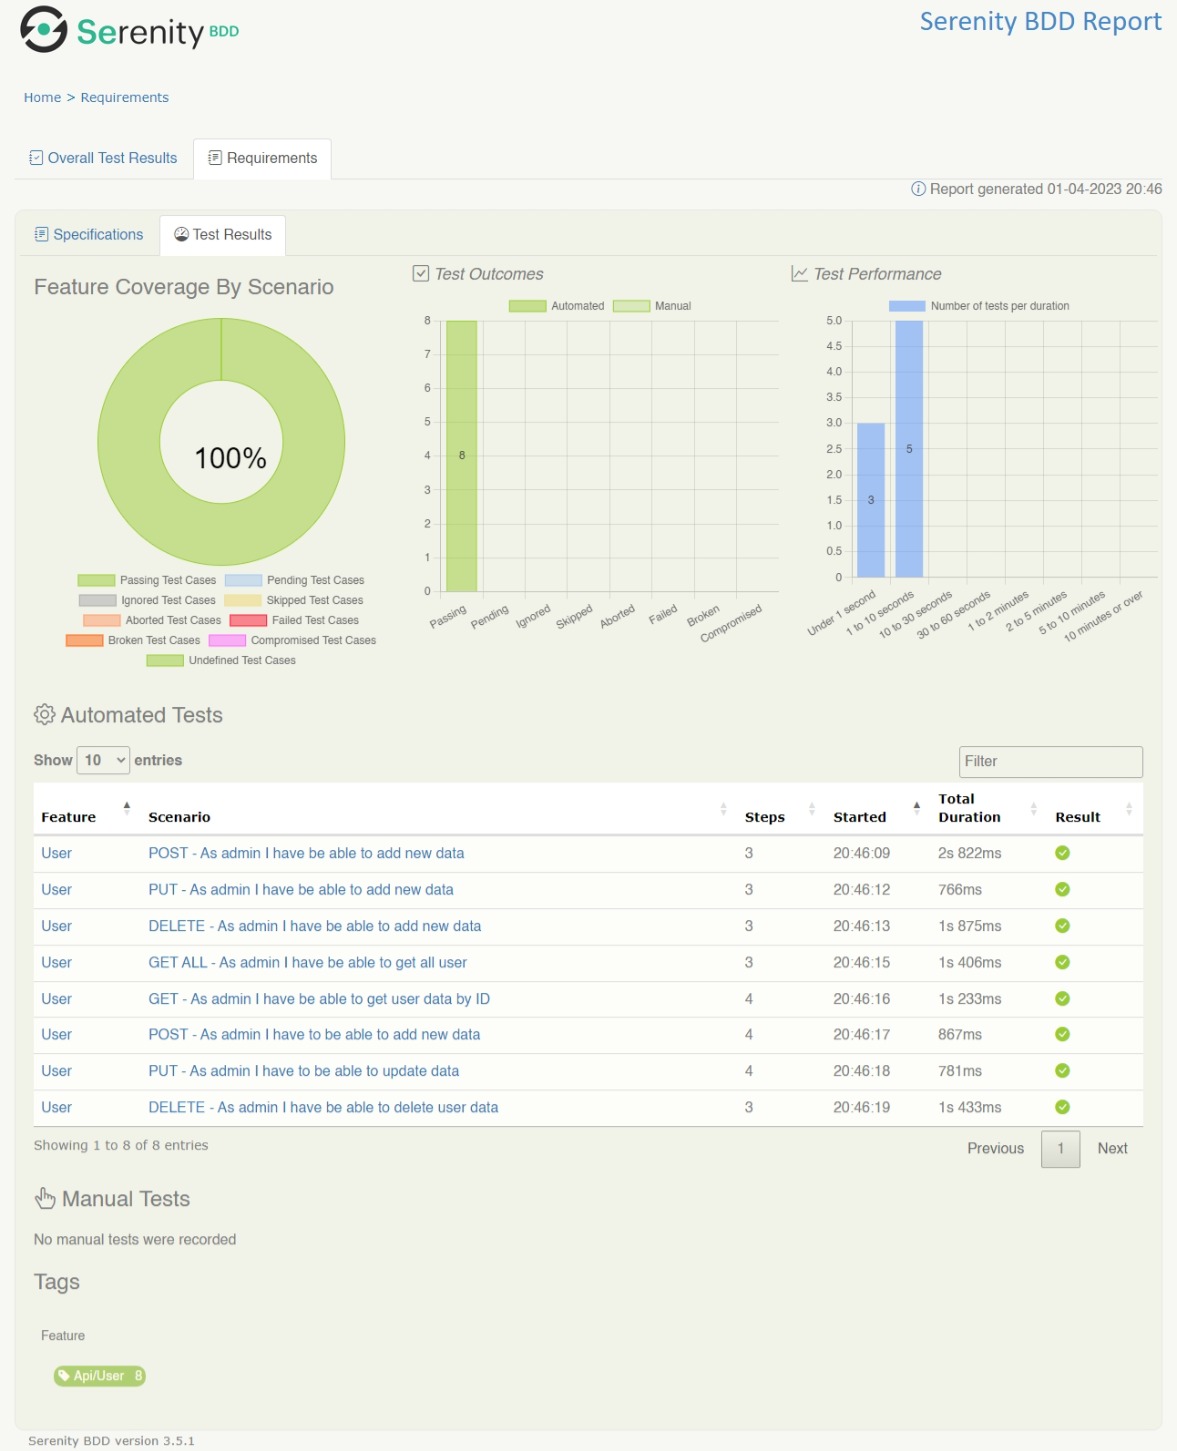 Serenity BDD
Serenity BDD Report
Home > Requirements
Overall Test Results
Requirements
Report generated 01-04-2023 20:46
Specifications
Test Results
Feature Coverage By Scenario
100%
Passing Test Cases Pending Test Cases
Ignored Test Cases Skipped Test Cases
Aborted Test Cases Failed Test Cases
Broken Test Cases Compromised Test Cases
Undefined Test Cases
Test Outcomes
Automated Manual
8
7
6
5
4
3
2
1
0
8
Passing Pending Ignored Skipped Aborted Failed Broken Compromised
Test Performance
Number of tests per duration
5.0
4.5
4.0
3.5
3.0
2.5
2.0
1.5
1.0
0.5
0
3
5
Under 1 second 1 to 10 seconds 10 to 30 seconds 30 to 60 seconds 1 to 2 minutes 2 to 5 minutes 5 to 10 minutes 10 minutes or over
Automated Tests
Show 10 entries
Filter
Feature Scenario Steps Started Total Duration Result
User POST - As admin I have be able to add new data 3 20:46:09 2s 822ms
User PUT - As admin I have be able to add new data 3 20:46:12 766ms
User DELETE - As admin I have be able to add new data 3 20:46:13 1s 875ms
User GET ALL - As admin I have be able to get all user 3 20:46:15 1s 406ms
User GET - As admin I have be able to get user data by ID 4 20:46:16 1s 233ms
User POST - As admin I have to be able to add new data 4 20:46:17 867ms
User PUT - As admin I have to be able to update data 4 20:46:18 781ms
User DELETE - As admin I have be able to delete user data 3 20:46:19 1s 433ms
Showing 1 to 8 of 8 entries
Previous 1 Next
Manual Tests
No manual tests were recorded
Tags
Feature
Api/User 8
Serenity BDD version 3.5.1